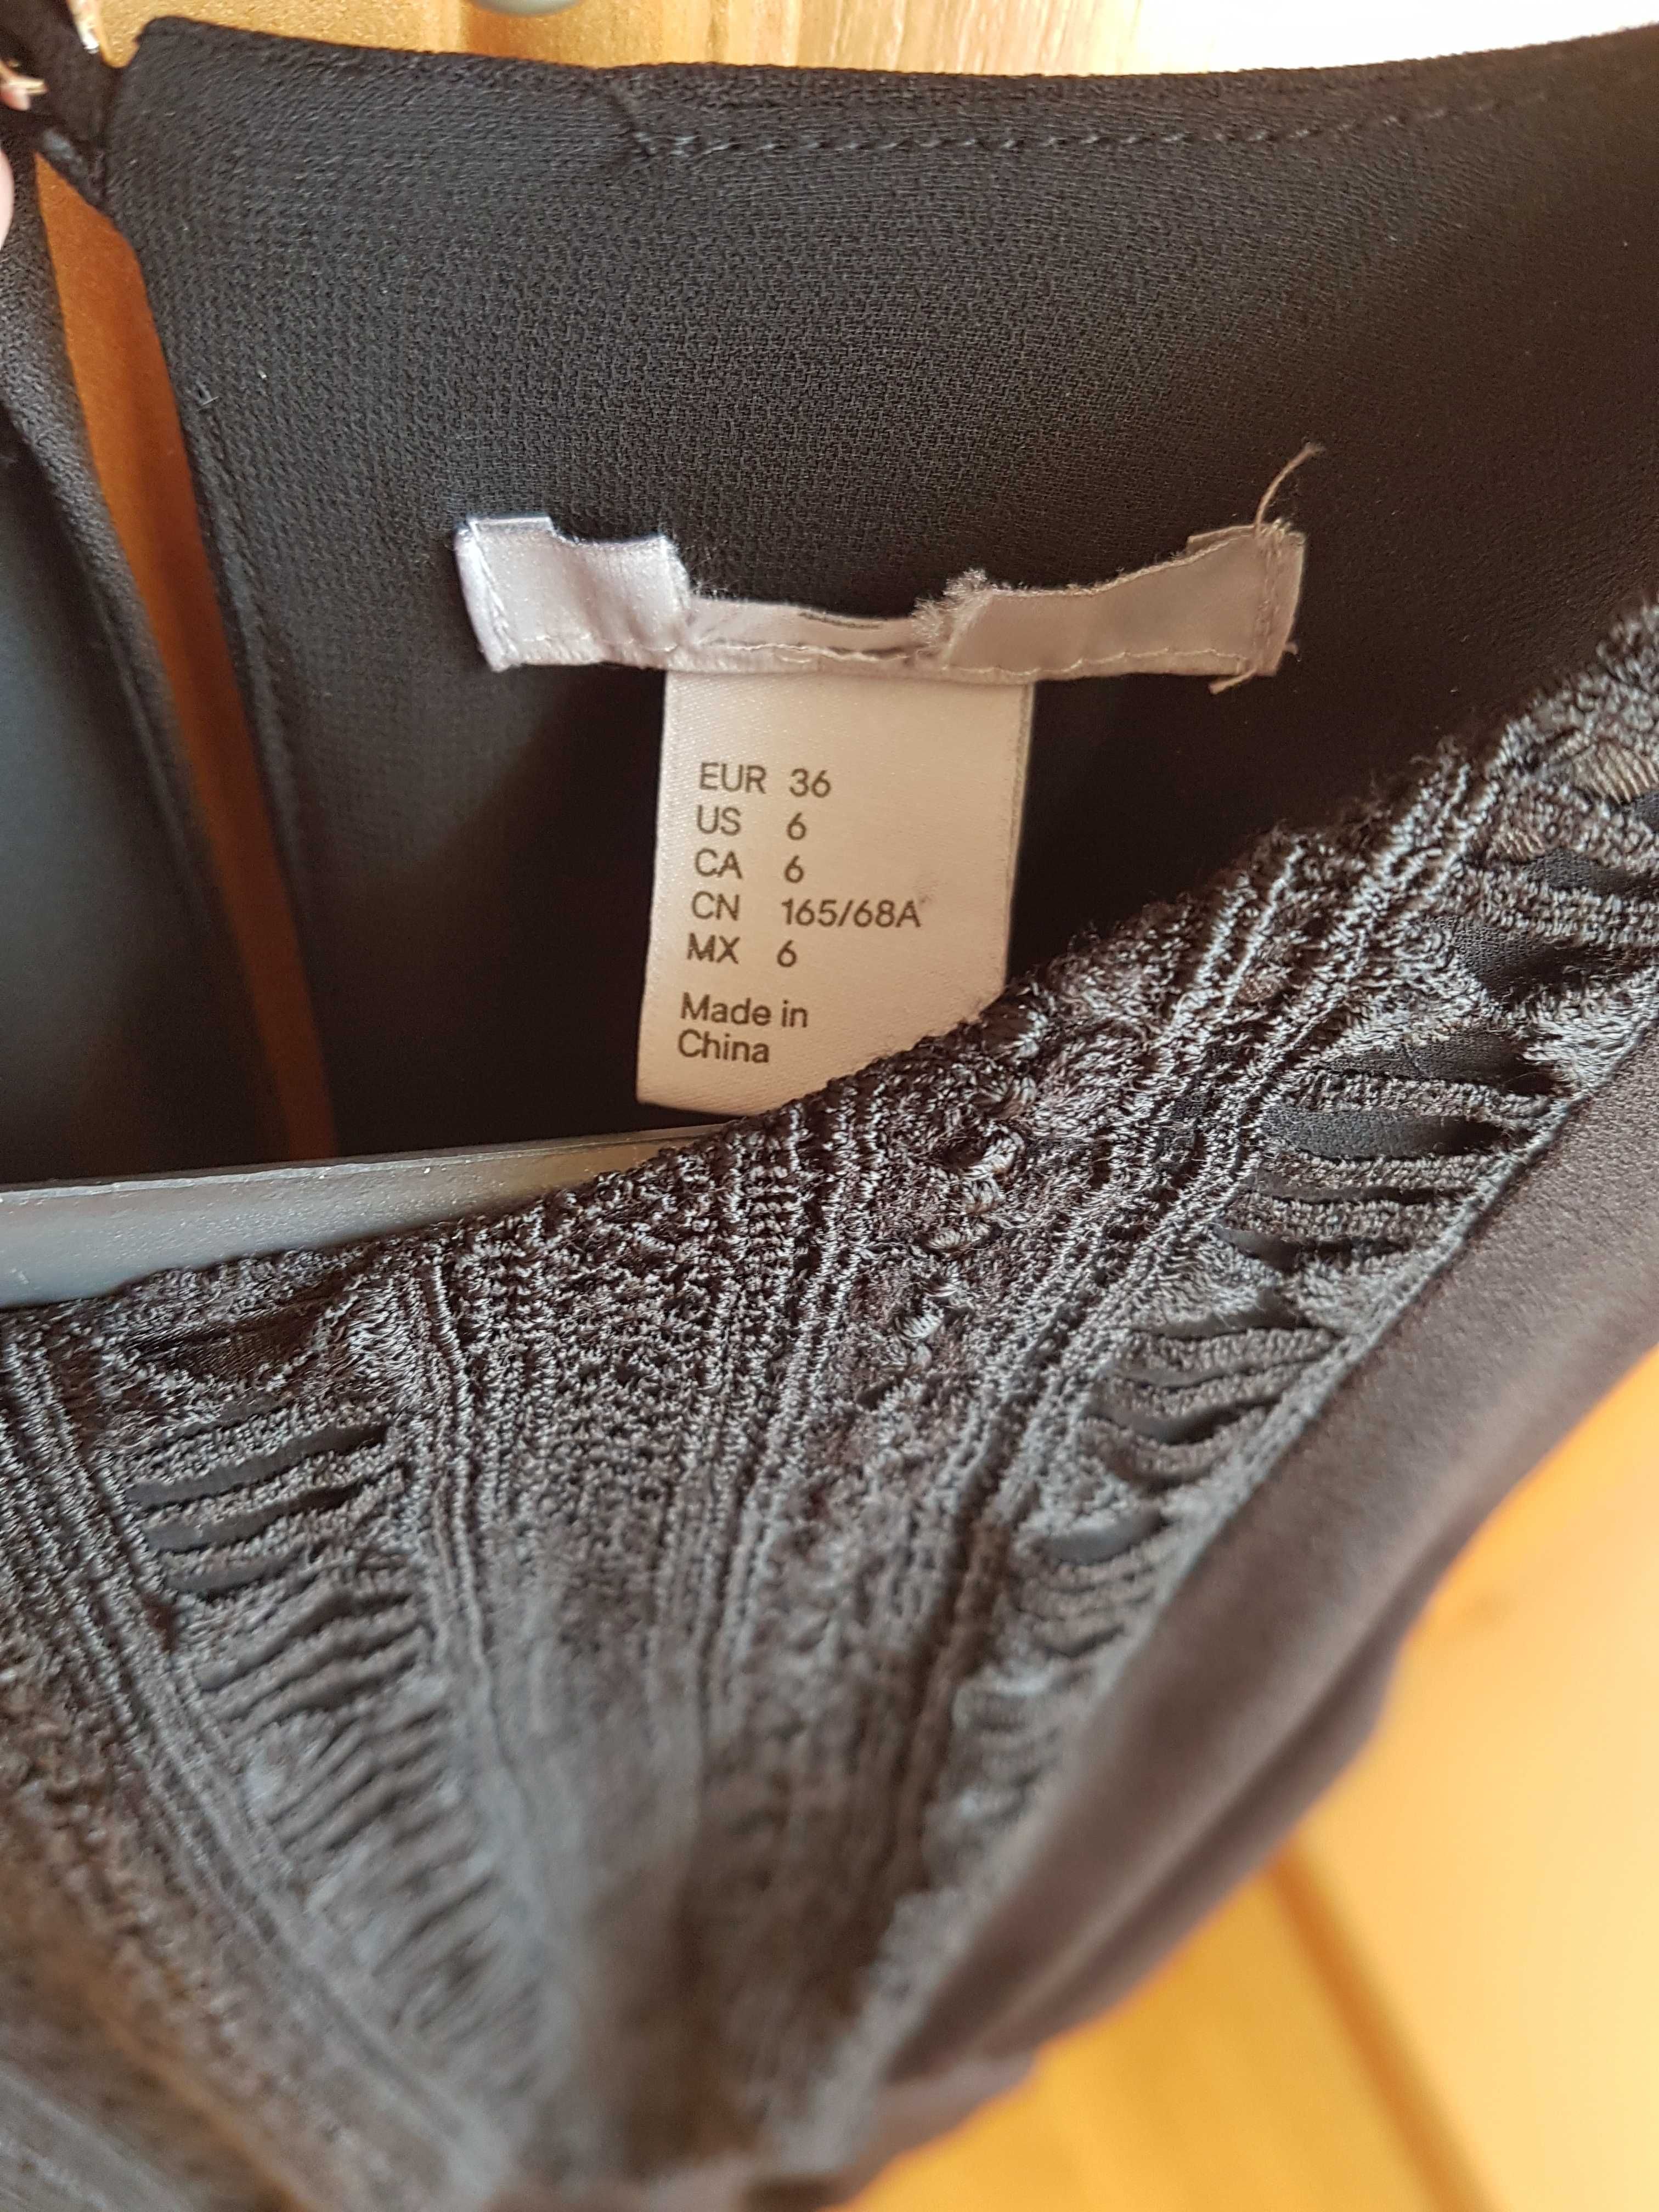 EUR 36
US 6
CA 6
CN 165/68A
MX 6
Made in
China